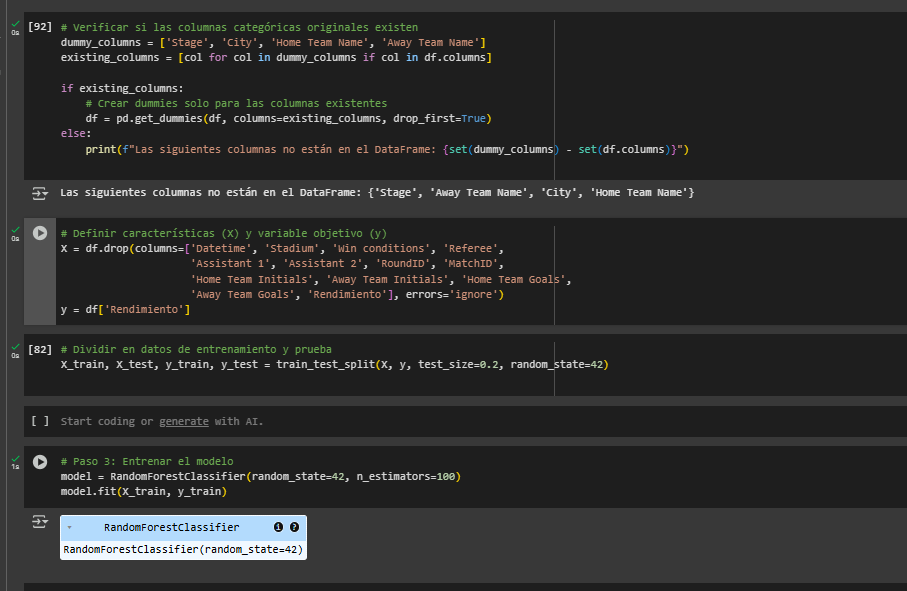 [92] # Verificar si las columnas categóricas originales existen
0s
dummy_columns = ['Stage', 'City', 'Home Team Name', 'Away Team Name']
existing_columns = [col for col in dummy_columns if col in df.columns]
if existing_columns:
# Crear dummies solo para las columnas existentes
df = pd.get_dummies(df, columns=existing_columns, drop_first=True)
else:
print(f"Las siguientes columnas no están en el DataFrame: {set(dummy_columns) - set(df.columns)}")
Las siguientes columnas no están en el DataFrame: {'Stage', 'Away Team Name', 'City', 'Home Team Name'}
# Definir características (X) y variable objetivo (y)
0s
X = df.drop(columns=['Datetime', 'Stadium', 'Win conditions', 'Referee',
'Assistant 1', 'Assistant 2', 'RoundID', 'MatchID',
'Home Team Initials', 'Away Team Initials', 'Home Team Goals',
'Away Team Goals', 'Rendimiento'], errors='ignore')
y = df['Rendimiento']
[82] # Dividir en datos de entrenamiento y prueba
0s
X_train, X_test, y_train, y_test = train_test_split(X, y, test_size=0.2, random_state=42)
[ ] Start coding or generate with AI.
# Paso 3: Entrenar el modelo
1s
model = RandomForestClassifier(random_state=42, n_estimators=100)
model.fit(X_train, y_train)
RandomForestClassifier i ?
RandomForestClassifier(random_state=42)